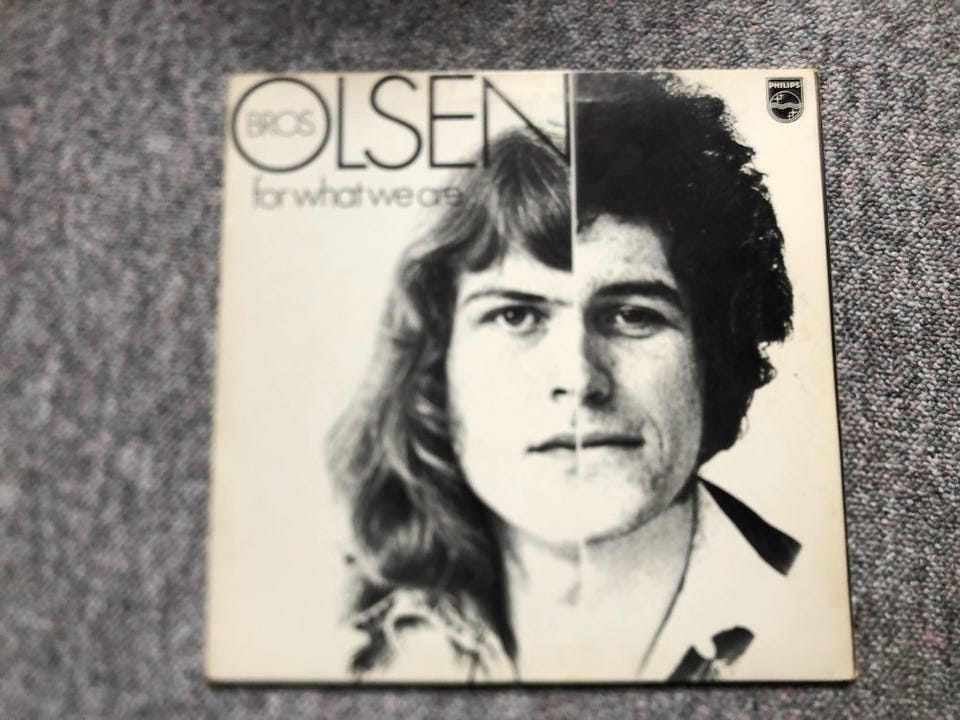 BROS
OLSEN
for what we are
PHILIPS